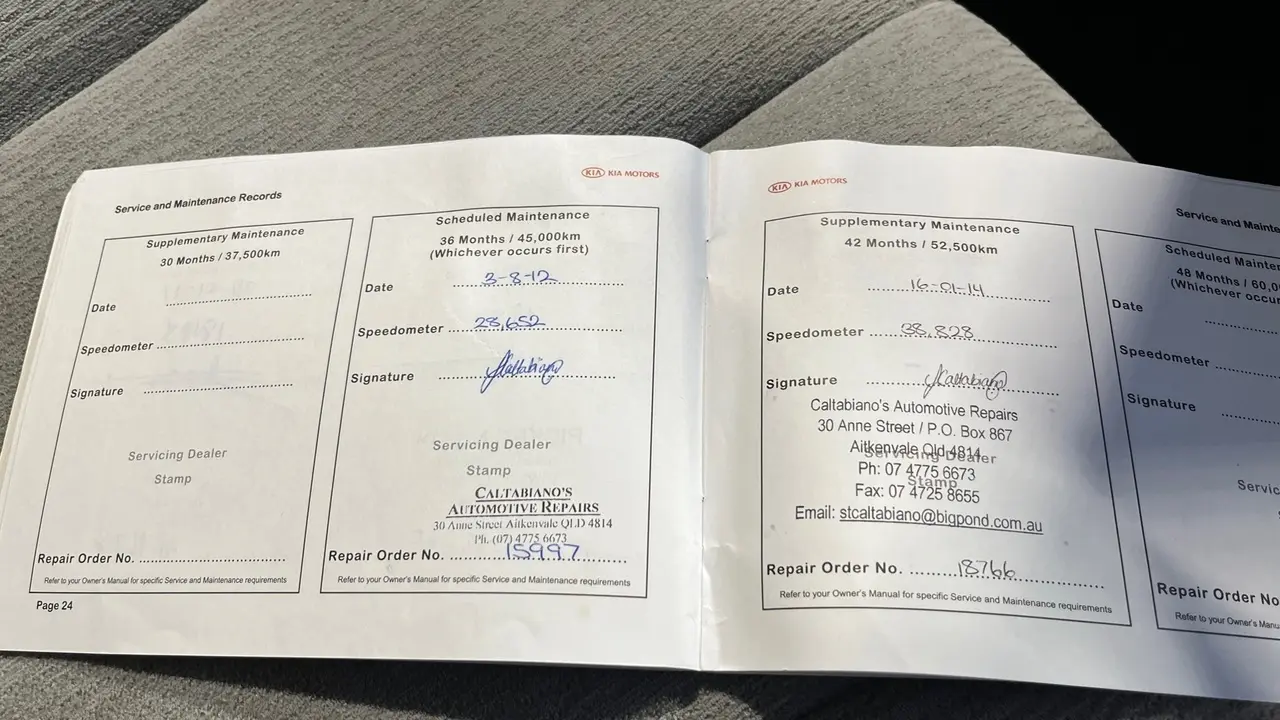 Service and Maintenance Records
KIA KIA MOTORS
Supplementary Maintenance
30 Months / 37,500km
Date
Speedometer
Signature
Servicing Dealer
Stamp
Repair Order No.
Refer to your Owner's Manual for specific Service and Maintenance requirements
Page 24
Scheduled Maintenance
36 Months / 45,000km
(Whichever occurs first)
Date 3-8-12
Speedometer 28,652
Signature
Servicing Dealer
Stamp
CALTABIANO'S
AUTOMOTIVE REPAIRS
30 Anne Street Aitkenvale QLD 4814
Ph. (07) 4775 6673
Repair Order No. 15997
Refer to your Owner's Manual for specific Service and Maintenance requirements
KIA KIA MOTORS
Supplementary Maintenance
42 Months / 52,500km
Date 16-01-14
Speedometer 38,828
Signature
Caltabiano's Automotive Repairs
30 Anne Street / P.O. Box 867
Aitkenvale Qld 4814
Servicing Dealer
Ph: 07 4775 6673
Stamp
Fax: 07 4725 8655
Email: stcaltabiano@bigpond.com.au
Repair Order No. 18766
Refer to your Owner's Manual for specific Service and Maintenance requirements
Service and Mainte
Scheduled Mainten
48 Months / 60,0
(Whichever occur
Date
Speedometer
Signature
Servic
Repair Order No
Refer to your Owner's Manu